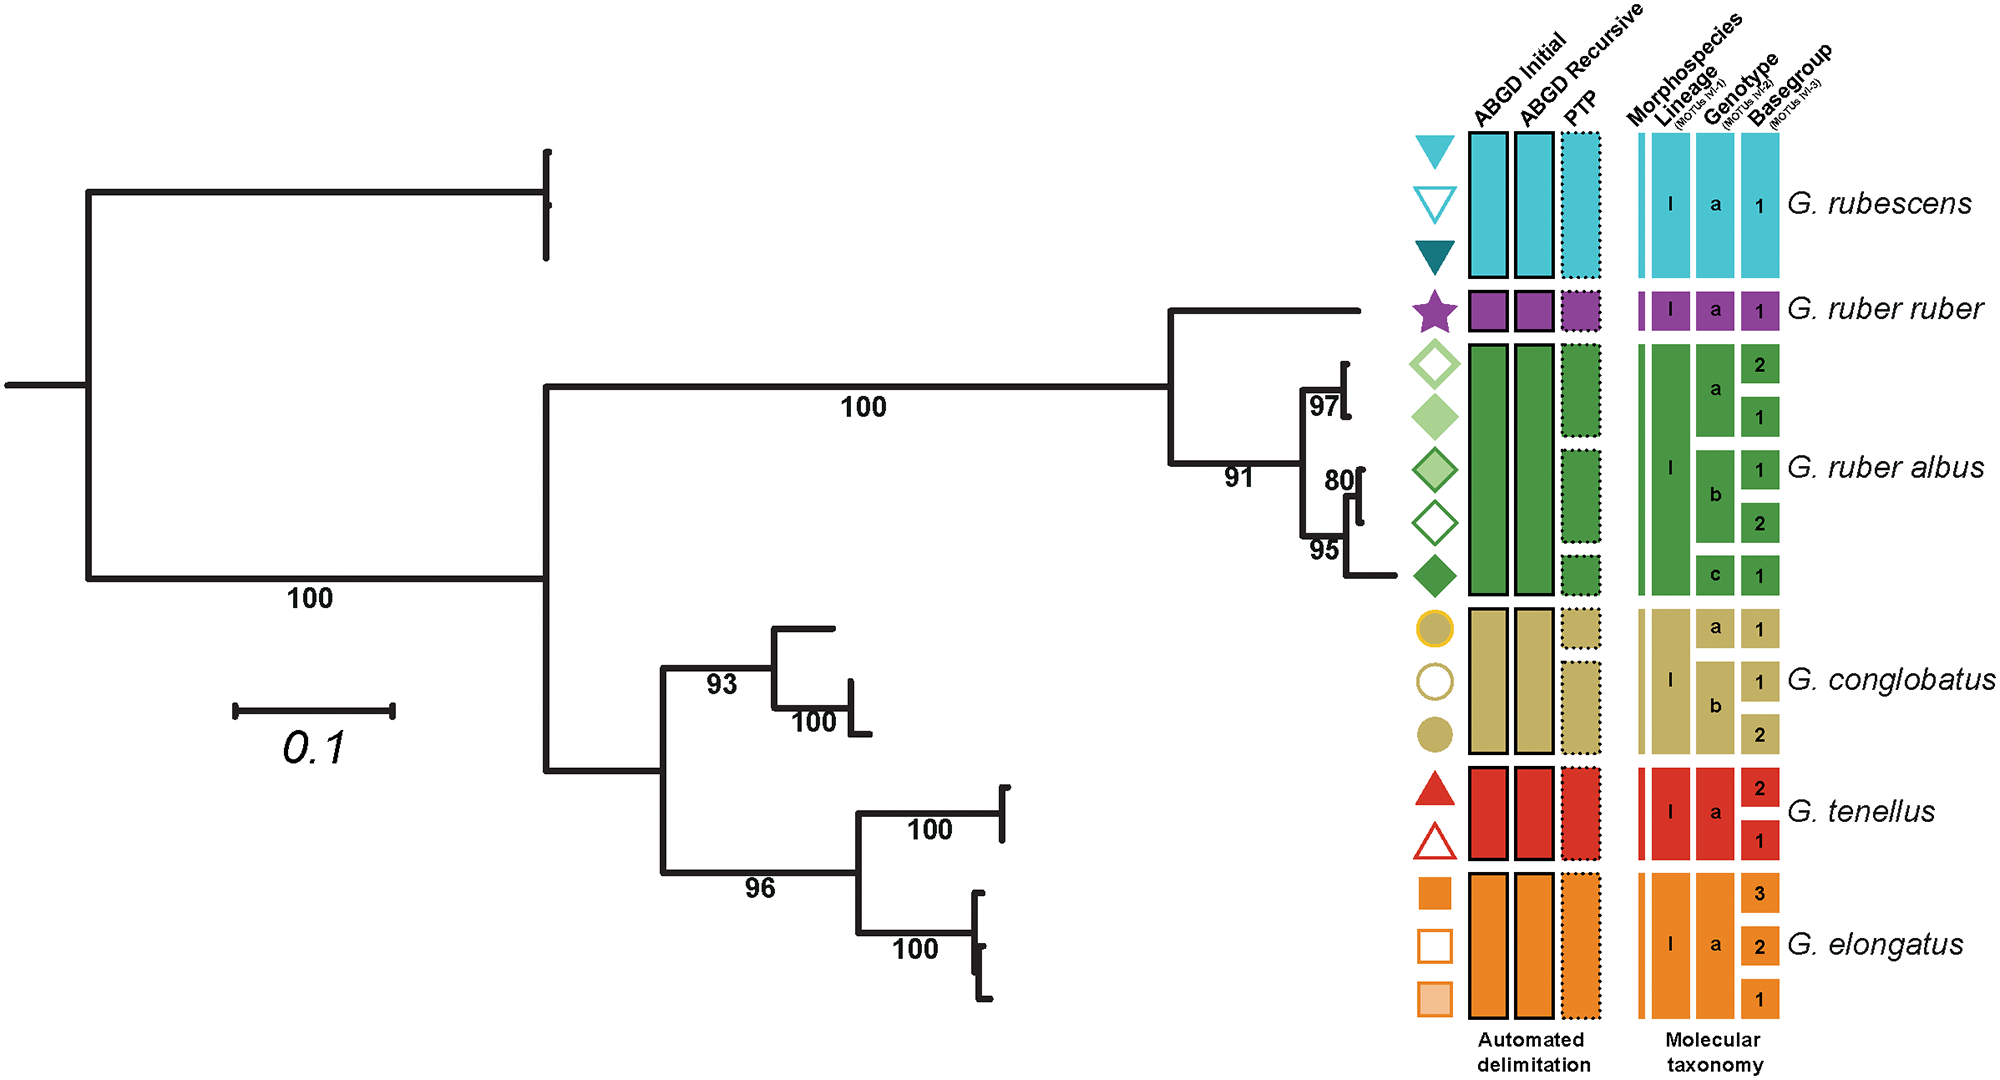 ABGD Initial
ABGD Recursive
PTP
Morphospecies
Lineage
(MOTUs lvl-1)
Genotype
(MOTUs lvl-2)
Basegroup
(MOTUs lvl-3)
I a 1 G. rubescens
I a 1 G. ruber ruber
2
a
97
1
100
I
1 G. ruber albus
91
80
b
2
95
c 1
100
a 1
93
I
1 G. conglobatus
100
b
2
0.1
2
100
I a G. tenellus
1
96
3
100
I a 2 G. elongatus
1
Automated
delimitation
Molecular
taxonomy